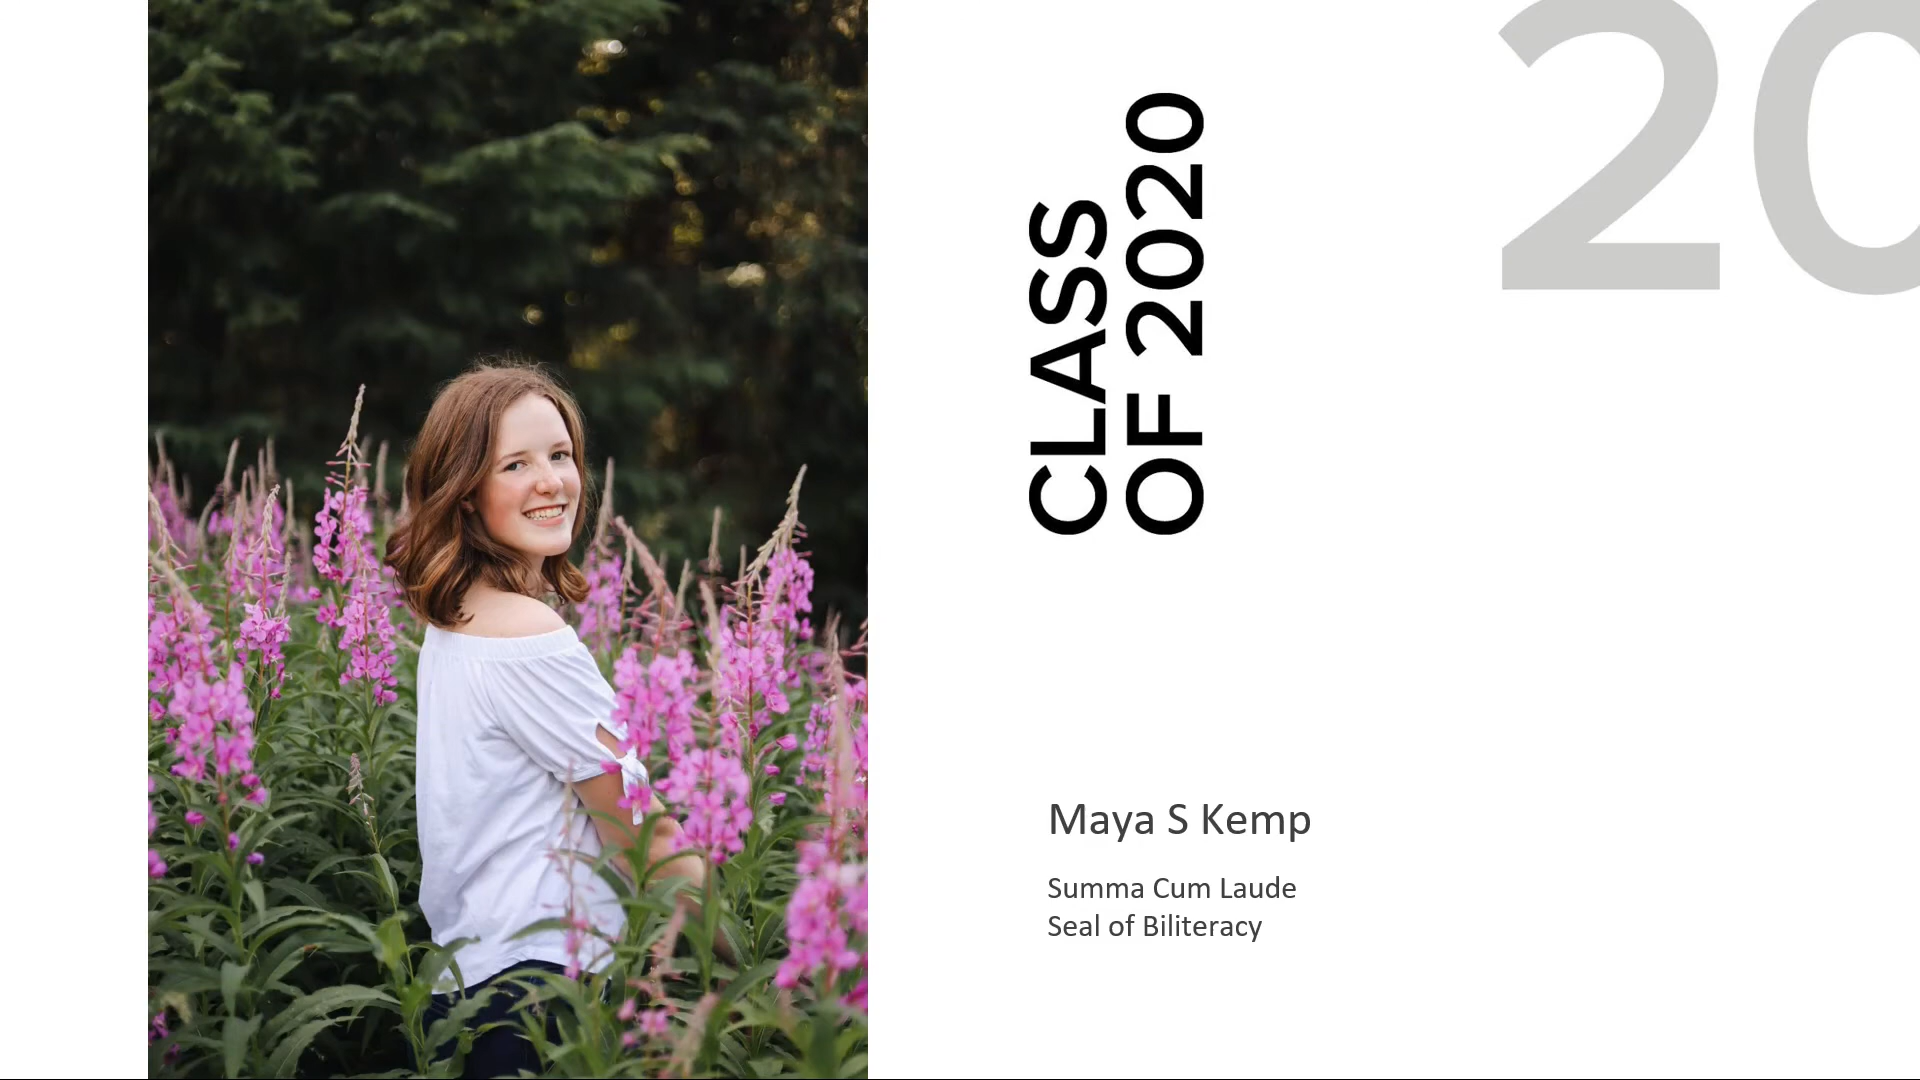 20
CLASS
OF 2020
Maya S Kemp
Summa Cum Laude
Seal of Biliteracy